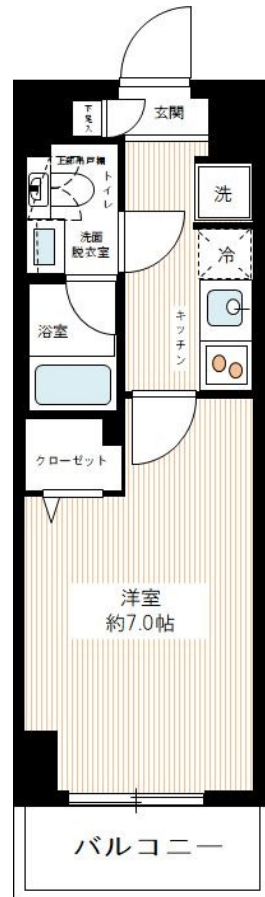 玄関
下足入
上部吊戸棚
トイレ
洗
洗面
脱衣室
冷
浴室
キッチン
クローゼット
洋室
約7.0帖
バルコニー